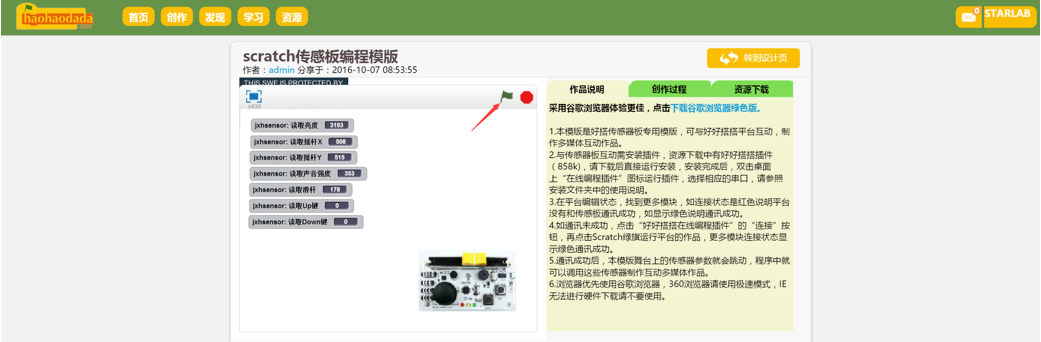 haohaodada
首页 创作 发现 学习 资源
0
STARLAB
scratch传感板编程模版
转到设计页
作者：admin 分享于：2016-10-07 08:53:55
THIS SWF IS PROTECTED BY
jxhsensor: 读取亮度 3193
jxhsensor: 读取摇杆X 508
jxhsensor: 读取摇杆Y 515
jxhsensor: 读取声音强度 353
jxhsensor: 读取滑杆 178
jxhsensor: 读取Up键 0
jxhsensor: 读取Down键 0
作品说明 创作过程 资源下载
采用谷歌浏览器体验更佳，点击下载谷歌浏览器绿色版。
1.本模版是好搭传感器板专用模版，可与好好搭搭平台互动，制
作多媒体互动作品。
2.与传感器板互动需安装插件，资源下载中有好好搭搭插件
（858k)，请下载后直接运行安装，安装完成后，双击桌面
上“在线编程插件”图标运行插件，选择相应的串口，请参照
安装文件夹中的使用说明。
3.在平台编辑状态，找到更多模块，如连接状态是红色说明平台
没有和传感板通讯成功，如显示绿色说明通讯成功。
4.如通讯未成功，点击“好好搭搭在线编程插件”的“连接”按
钮，再点击Scratch绿旗运行平台的作品，更多模块连接状态显
示绿色通讯成功。
5.通讯成功后，本模版舞台上的传感器参数就会跳动，程序中就
可以调用这些传感器制作互动多媒体作品。
6.浏览器优先使用谷歌浏览器，360浏览器请使用极速模式，IE
无法进行硬件下载请不要使用。